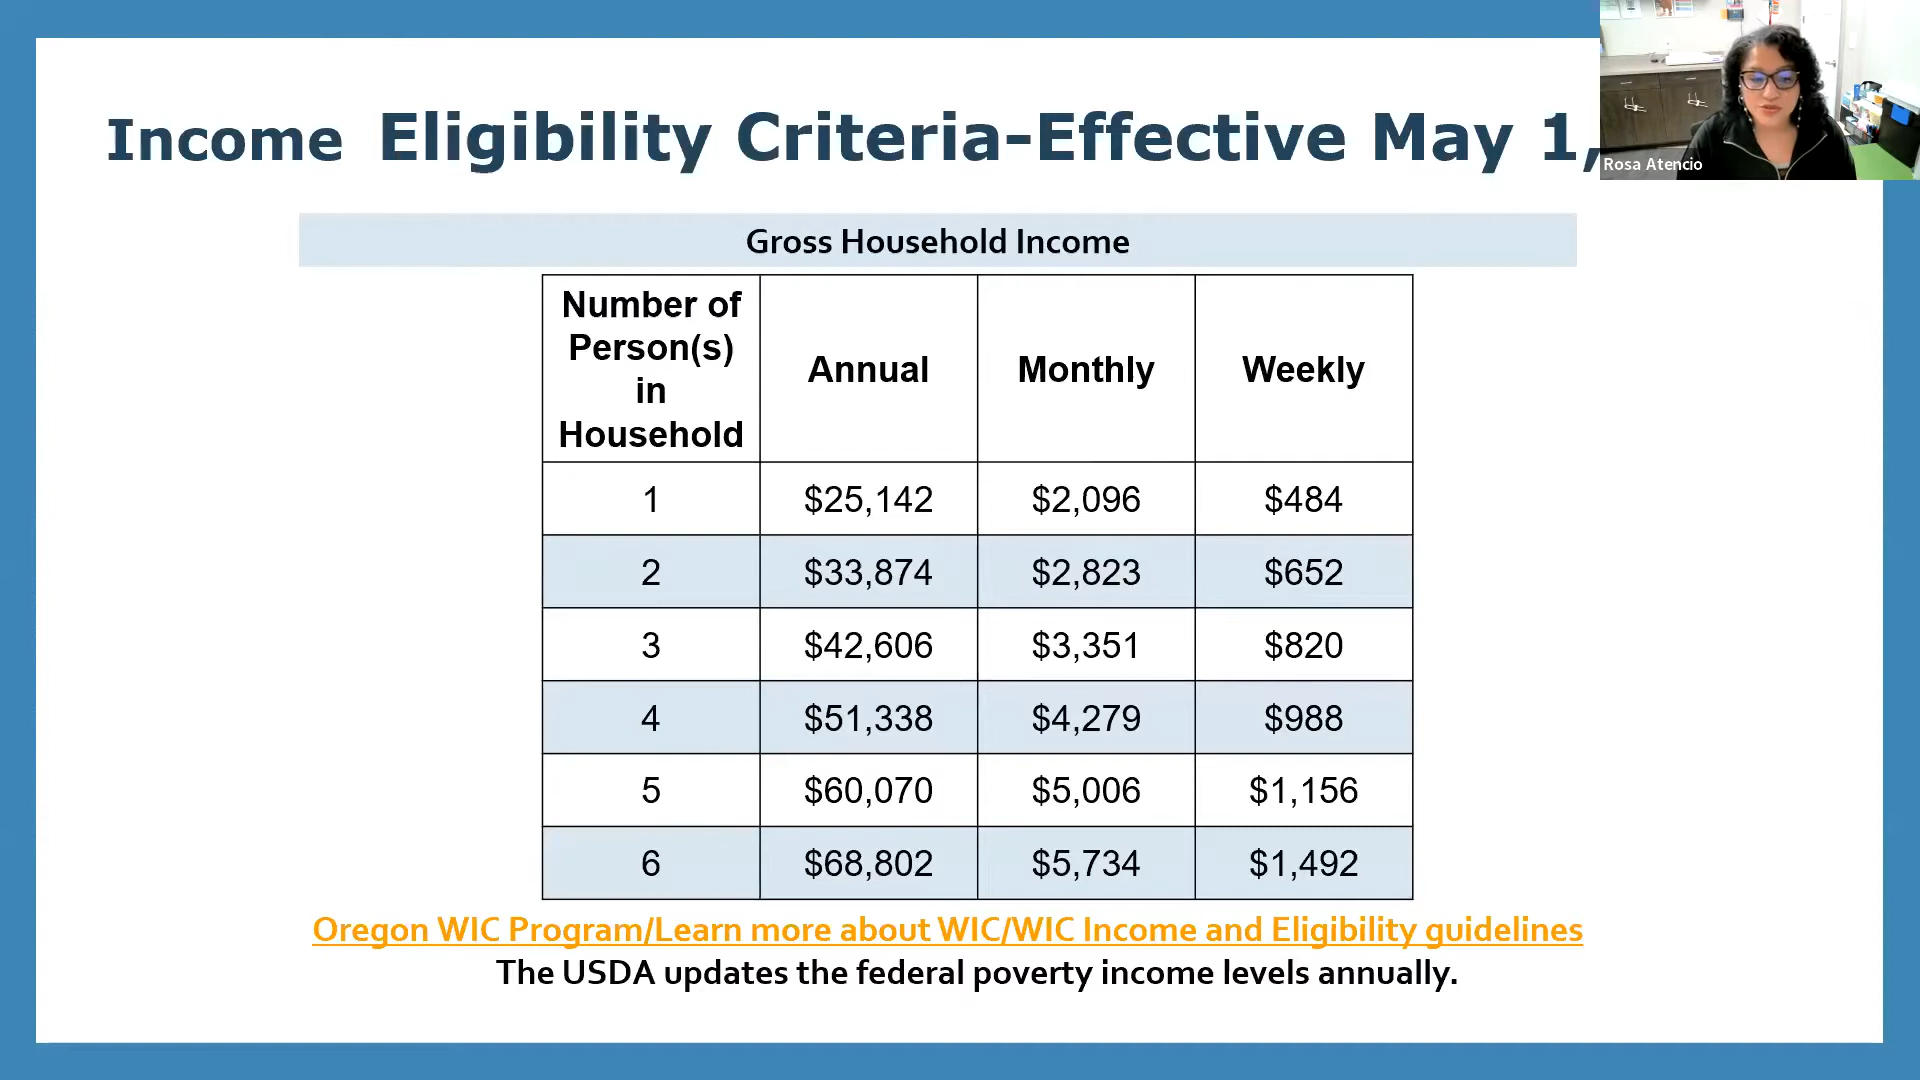 Income Eligibility Criteria-Effective May 1,
Rosa Atencio
Gross Household Income
Number of Person(s) in Household Annual Monthly Weekly
1 $25,142 $2,096 $484
2 $33,874 $2,823 $652
3 $42,606 $3,351 $820
4 $51,338 $4,279 $988
5 $60,070 $5,006 $1,156
6 $68,802 $5,734 $1,492
Oregon WIC Program/Learn more about WIC/WIC Income and Eligibility guidelines
The USDA updates the federal poverty income levels annually.